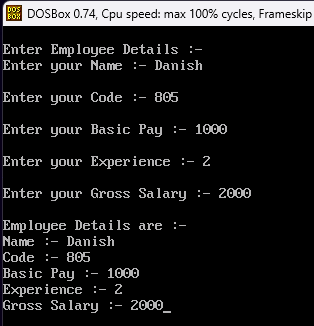 DOSBox 0.74, Cpu speed: max 100% cycles, Frameskip
Enter Employee Details :-
Enter your Name :- Danish
Enter your Code :- 805
Enter your Basic Pay :- 1000
Enter your Experience :- 2
Enter your Gross Salary :- 2000
Employee Details are :-
Name :- Danish
Code :- 805
Basic Pay :- 1000
Experience :- 2
Gross Salary :- 2000_